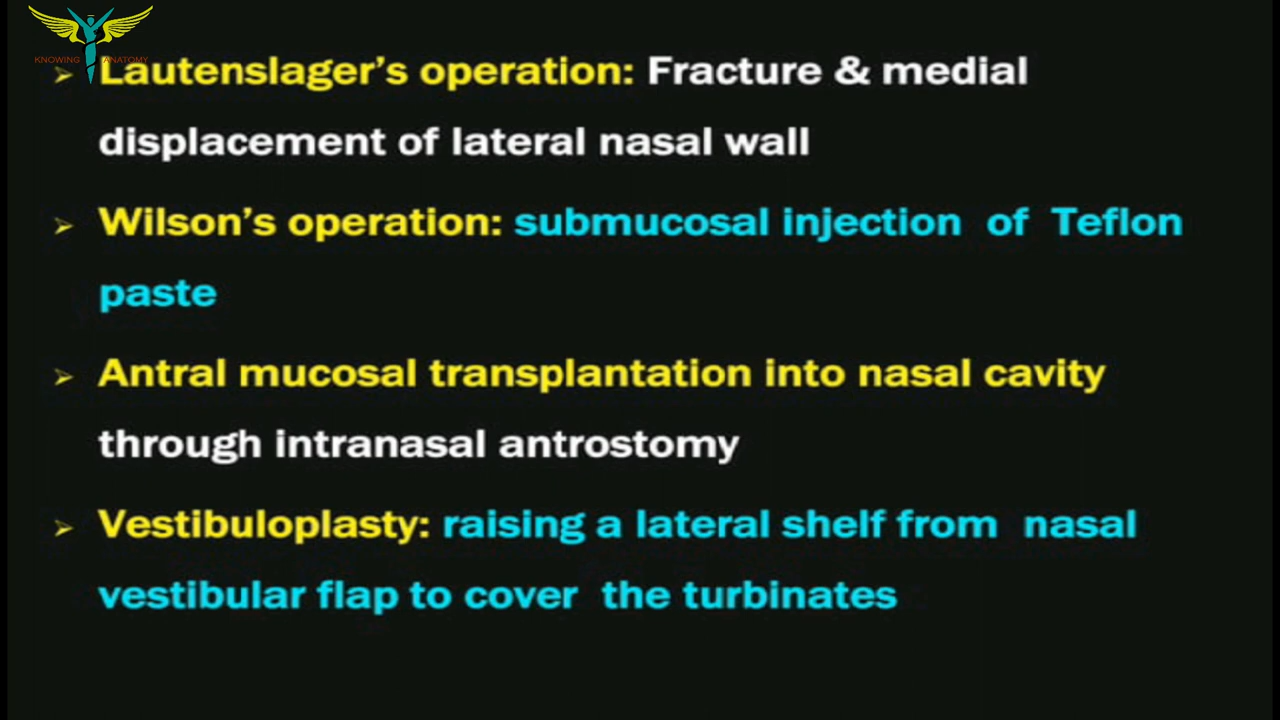 KNOWING ANATOMY
➢ Lautenslager’s operation: Fracture & medial
displacement of lateral nasal wall
➢ Wilson’s operation: submucosal injection of Teflon
paste
➢ Antral mucosal transplantation into nasal cavity
through intranasal antrostomy
➢ Vestibuloplasty: raising a lateral shelf from nasal
vestibular flap to cover the turbinates